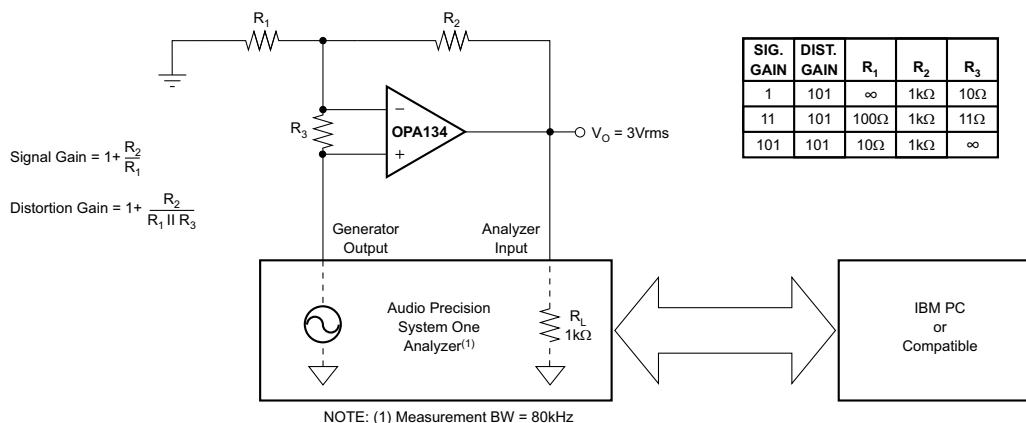 R1
R2
SIG. GAIN DIST. GAIN R1 R2 R3
1 101 ∞ 1kΩ 10Ω
11 101 100Ω 1kΩ 11Ω
101 101 10Ω 1kΩ ∞
R3
−
+
OPA134
VO = 3Vrms
Signal Gain = 1+ R2/R1
Distortion Gain = 1+ R2/(R1 II R3)
Generator
Output
Analyzer
Input
Audio Precision
System One
Analyzer(1)
RL
1kΩ
IBM PC
or
Compatible
NOTE: (1) Measurement BW = 80kHz